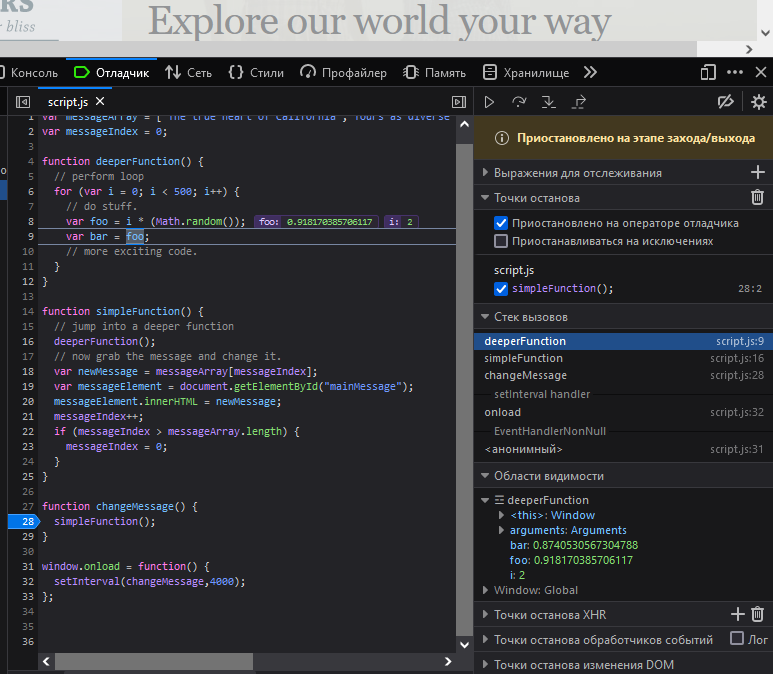 RS
Explore our world your way
r bliss
Консоль Отладчик Сеть Стили Профайлер Память Хранилище
script.js
1 var messageArray = ["The true heart of California", "Yours as diverse
2 var messageIndex = 0;
3
4 function deeperFunction() {
5 // perform loop
6 for (var i = 0; i < 500; i++) {
7 // do stuff.
8 var foo = i * (Math.random()); foo: 0.918170385706117 i: 2
9 var bar = foo;
10 // more exciting code.
11 }
12 }
13
14 function simpleFunction() {
15 // jump into a deeper function
16 deeperFunction();
17 // now grab the message and change it.
18 var newMessage = messageArray[messageIndex];
19 var messageElement = document.getElementById("mainMessage");
20 messageElement.innerHTML = newMessage;
21 messageIndex++;
22 if (messageIndex > messageArray.length) {
23 messageIndex = 0;
24 }
25 }
26
27 function changeMessage() {
28 simpleFunction();
29 }
30
31 window.onload = function() {
32 setInterval(changeMessage,4000);
33 };
34
35
36
Приостановлено на этапе захода/выхода
Выражения для отслеживания
Точки останова
Приостановлено на операторе отладчика
Приостанавливаться на исключениях
script.js
simpleFunction(); 28:2
Стек вызовов
deeperFunction script.js:9
simpleFunction script.js:16
changeMessage script.js:28
setInterval handler
onload script.js:32
EventHandlerNonNull
<анонимный> script.js:31
Области видимости
deeperFunction
<this>: Window
arguments: Arguments
bar: 0.8740530567304788
foo: 0.918170385706117
i: 2
Window: Global
Точки останова XHR
Точки останова обработчиков событий Лог
Точки останова изменения DOM